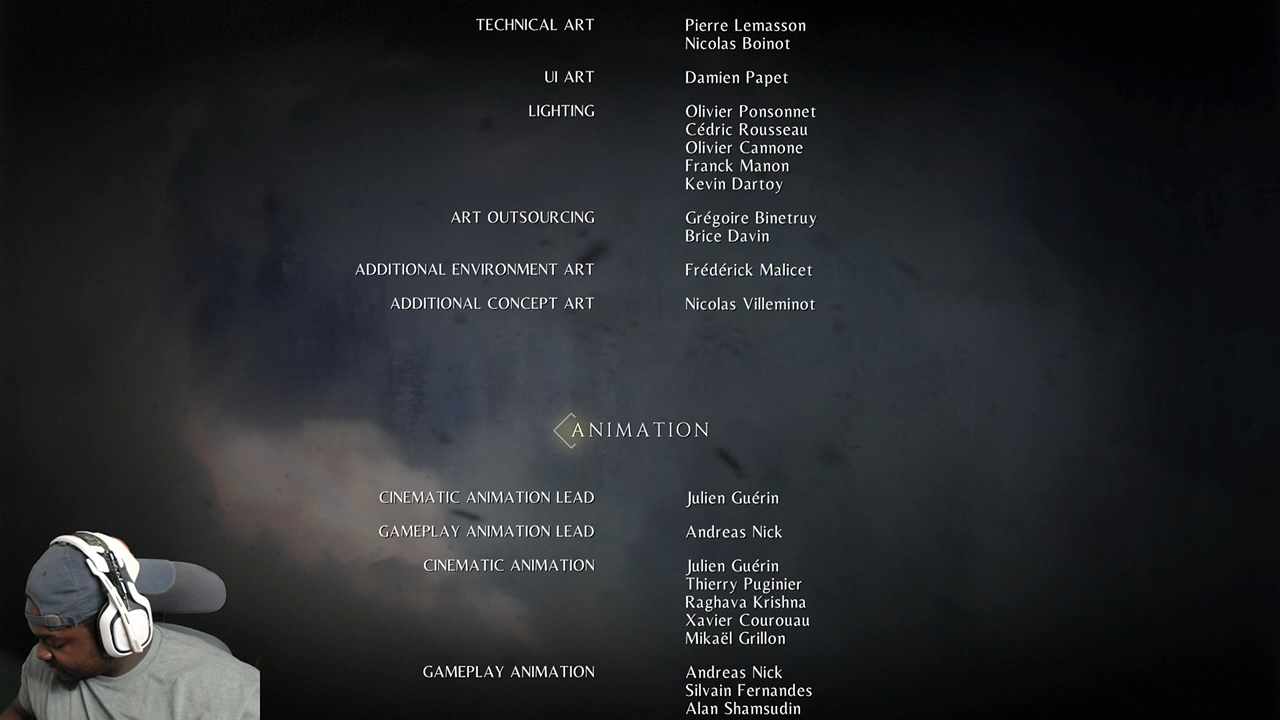 TECHNICAL ART Pierre Lemasson
Nicolas Boinot
UI ART Damien Papet
LIGHTING Olivier Ponsonnet
Cédric Rousseau
Olivier Cannone
Franck Manon
Kevin Dartoy
ART OUTSOURCING Grégoire Binetruy
Brice Davin
ADDITIONAL ENVIRONMENT ART Frédérick Malicet
ADDITIONAL CONCEPT ART Nicolas Villeminot
ANIMATION
CINEMATIC ANIMATION LEAD Julien Guérin
GAMEPLAY ANIMATION LEAD Andreas Nick
CINEMATIC ANIMATION Julien Guérin
Thierry Puginier
Raghava Krishna
Xavier Courouau
Mikaël Grillon
GAMEPLAY ANIMATION Andreas Nick
Silvain Fernandes
Alan Shamsudin